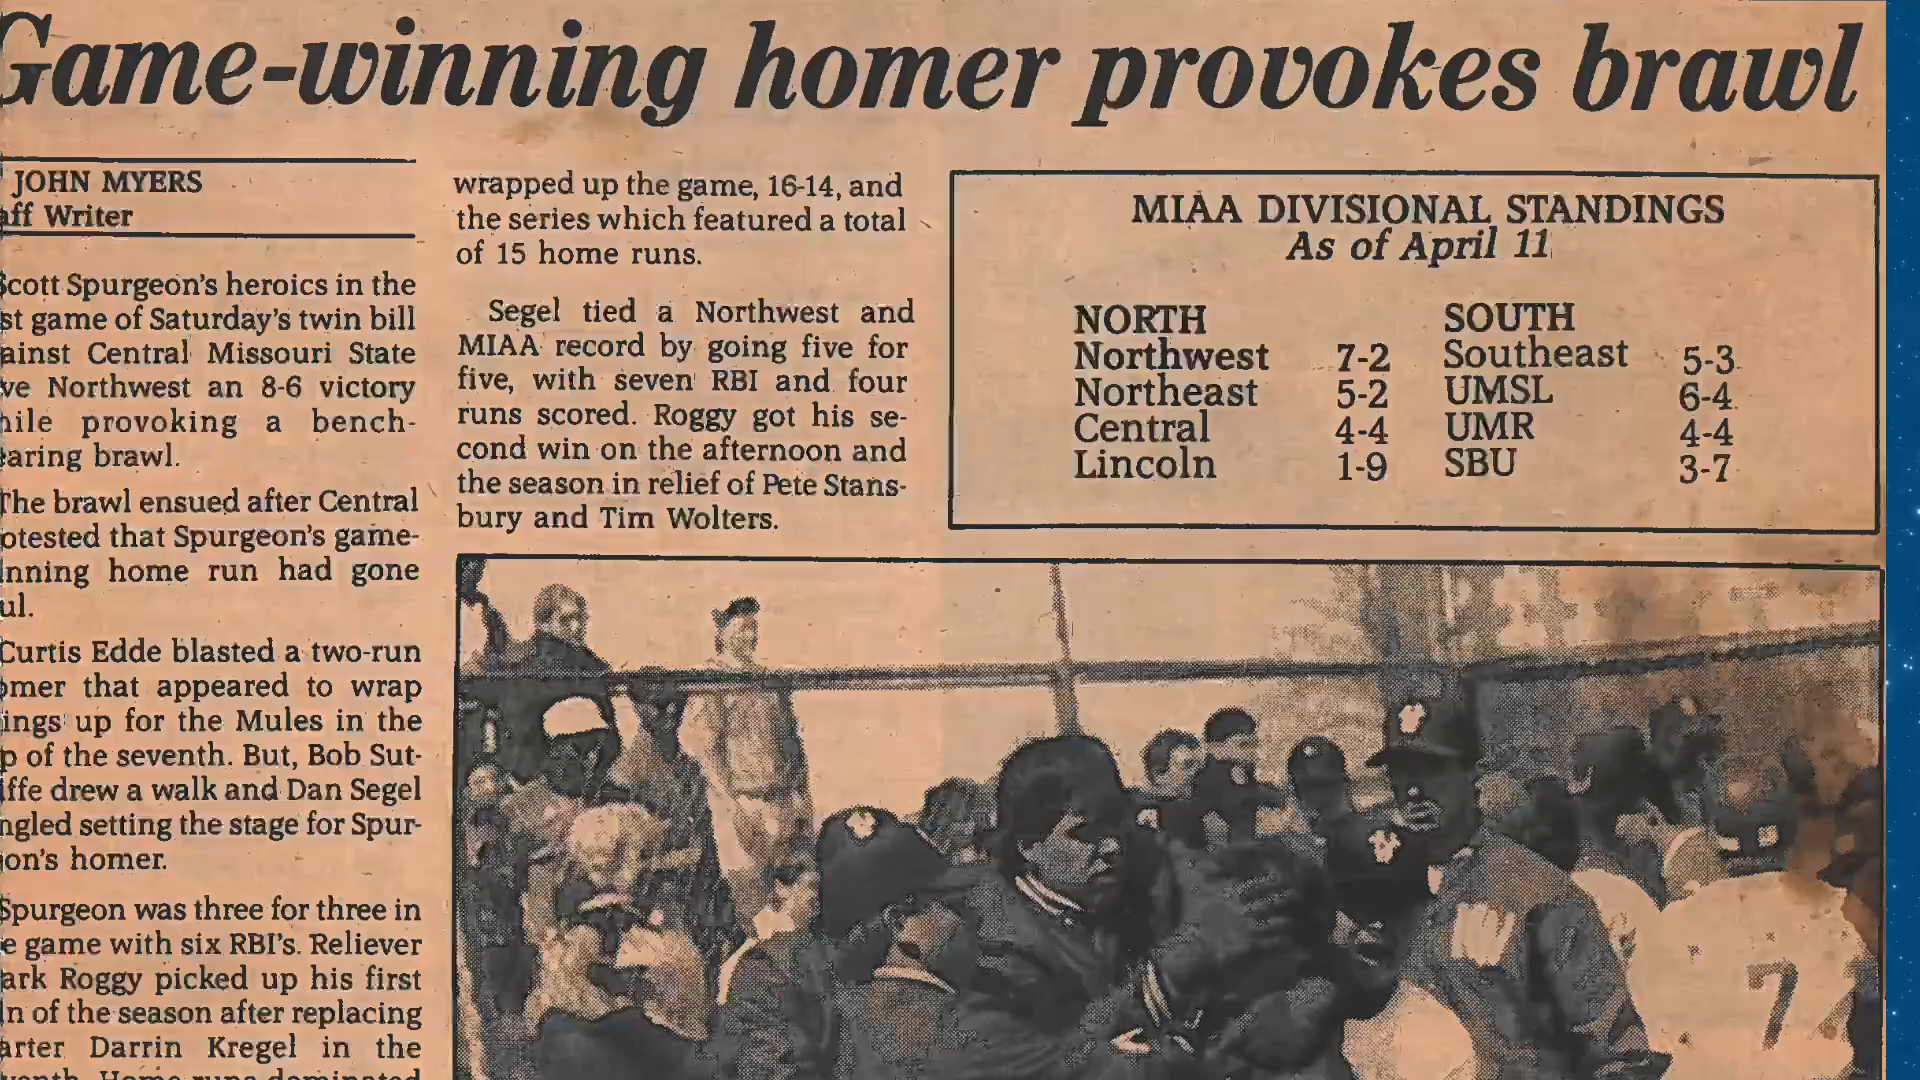 Game-winning homer provokes brawl
JOHN MYERS
aff Writer
Scott Spurgeon's heroics in the
st game of Saturday's twin bill
ainst Central Missouri State
ve Northwest an 8-6 victory
hile provoking a bench-
earing brawl.
The brawl ensued after Central
otested that Spurgeon's game-
inning home run had gone
ul.
Curtis Edde blasted a two-run
omer that appeared to wrap
ings up for the Mules in the
p of the seventh. But, Bob Sut-
iffe drew a walk and Dan Segel
ngled setting the stage for Spur-
on's homer.
Spurgeon was three for three in
e game with six RBI's. Reliever
ark Roggy picked up his first
in of the season after replacing
arter Darrin Kregel in the
venth. Home runs dominated
wrapped up the game, 16-14, and
the series which featured a total
of 15 home runs.
Segel tied a Northwest and
MIAA record by going five for
five, with seven RBI and four
runs scored. Roggy got his se-
cond win on the afternoon and
the season in relief of Pete Stans-
bury and Tim Wolters.
MIAA DIVISIONAL STANDINGS
As of April 11
NORTH SOUTH
Northwest 7-2 Southeast 5-3
Northeast 5-2 UMSL 6-4
Central 4-4 UMR 4-4
Lincoln 1-9 SBU 3-7
7